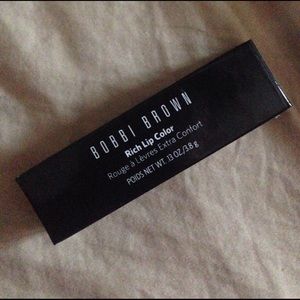 BOBBI BROWN
Rich Lip Color
Rouge à Lèvres Extra Confort
POIDS NET WT. .13 OZ/3.8 g